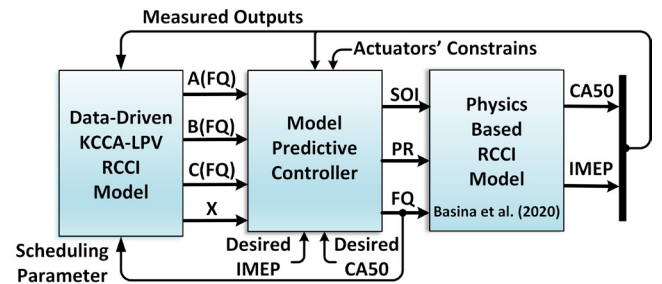 Measured Outputs
Actuators' Constrains
Data-Driven
KCCA-LPV
RCCI
Model
A(FQ)
B(FQ)
C(FQ)
X
Model
Predictive
Controller
SOI
PR
FQ
Physics
Based
RCCI
Model
Basina et al. (2020)
CA50
IMEP
Desired
IMEP
Desired
CA50
Scheduling
Parameter